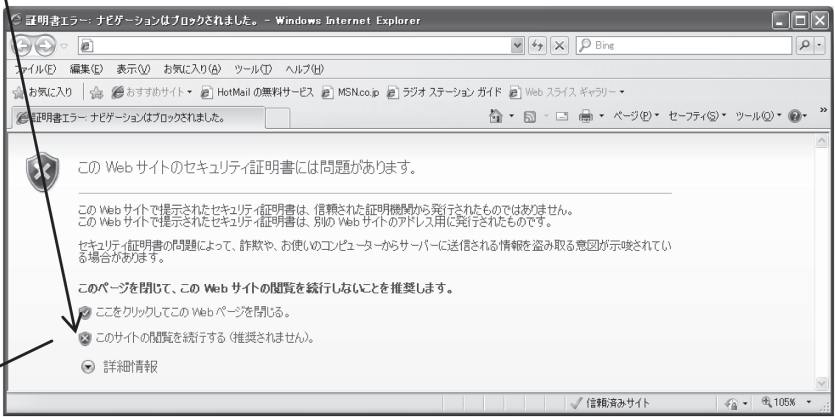 証明書エラー: ナビゲーションはブロックされました。 - Windows Internet Explorer
Bing
ファイル(F) 編集(E) 表示(V) お気に入り(A) ツール(T) ヘルプ(H)
お気に入り おすすめサイト HotMail の無料サービス MSN.co.jp ラジオ ステーション ガイド Web スライス ギャラリー
証明書エラー: ナビゲーションはブロックされました。 ページ(P) セーフティ(S) ツール(O)
この Web サイトのセキュリティ証明書には問題があります。
この Web サイトで提示されたセキュリティ証明書は、信頼された証明機関から発行されたものではありません。
この Web サイトで提示されたセキュリティ証明書は、別の Web サイトのアドレス用に発行されたものです。
セキュリティ証明書の問題によって、詐欺や、お使いのコンピューターからサーバーに送信される情報を盗み取る意図が示唆されてい
る場合があります。
このページを閉じて、この Web サイトの閲覧を続行しないことを推奨します。
ここをクリックしてこの Web ページを閉じる。
このサイトの閲覧を続行する (推奨されません)。
詳細情報
信頼済みサイト 105%